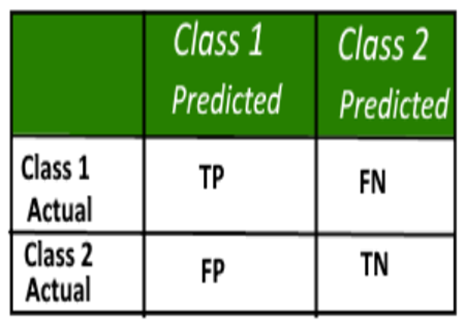 Class 1
Predicted
Class 2
Predicted
Class 1
Actual
TP
FN
Class 2
Actual
FP
TN